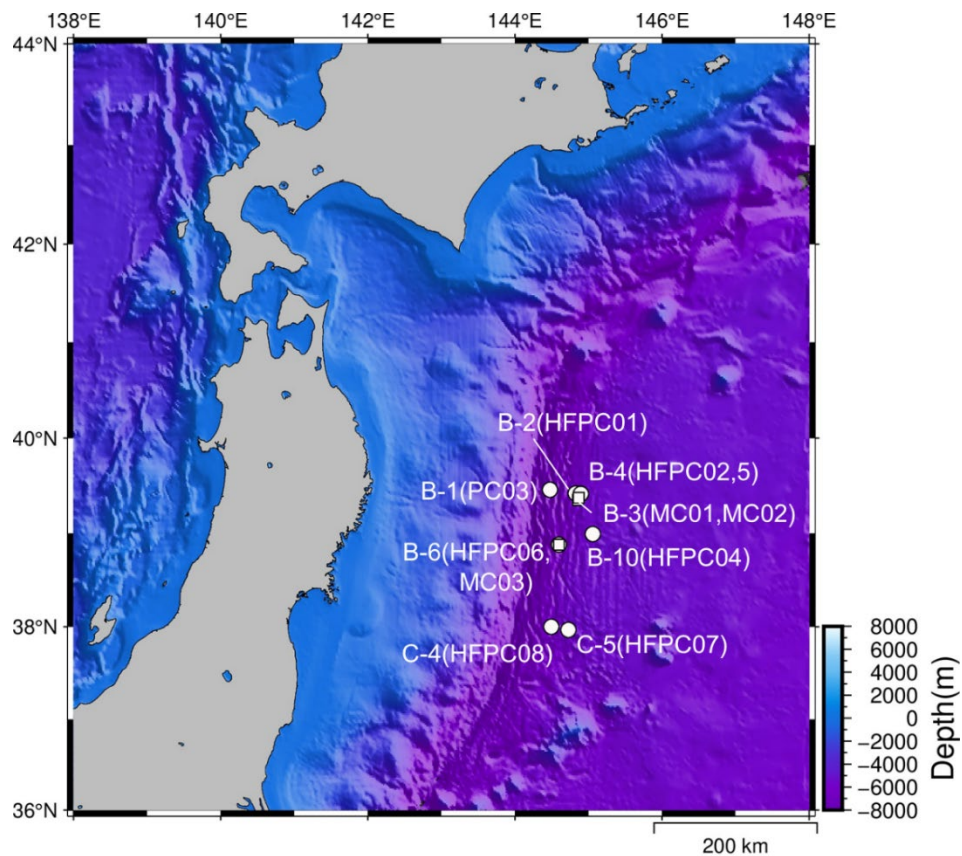 138°E 140°E 142°E 144°E 146°E 148°E
44°N
42°N
40°N
38°N
36°N
B-2(HFPC01)
B-4(HFPC02,5)
B-1(PC03)
B-3(MC01,MC02)
B-6(HFPC06,
MC03)
B-10(HFPC04)
C-4(HFPC08)
C-5(HFPC07)
8000
6000
4000
2000
0
−2000
−4000
−6000
−8000
Depth(m)
200 km